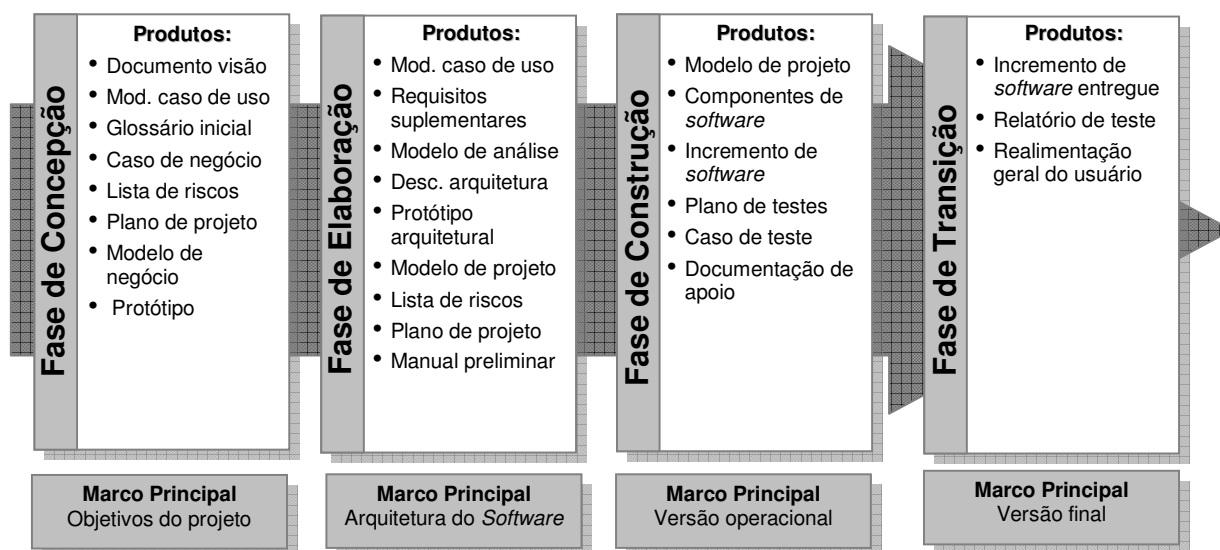 Fase de Concepção
Produtos:
• Documento visão
• Mod. caso de uso
• Glossário inicial
• Caso de negócio
• Lista de riscos
• Plano de projeto
• Modelo de
negócio
• Protótipo
Marco Principal
Objetivos do projeto
Fase de Elaboração
Produtos:
• Mod. caso de uso
• Requisitos
suplementares
• Modelo de análise
• Desc. arquitetura
• Protótipo
arquitetural
• Modelo de projeto
• Lista de riscos
• Plano de projeto
• Manual preliminar
Marco Principal
Arquitetura do Software
Fase de Construção
Produtos:
• Modelo de projeto
• Componentes de
software
• Incremento de
software
• Plano de testes
• Caso de teste
• Documentação de
apoio
Marco Principal
Versão operacional
Fase de Transição
Produtos:
• Incremento de
software entregue
• Relatório de teste
• Realimentação
geral do usuário
Marco Principal
Versão final